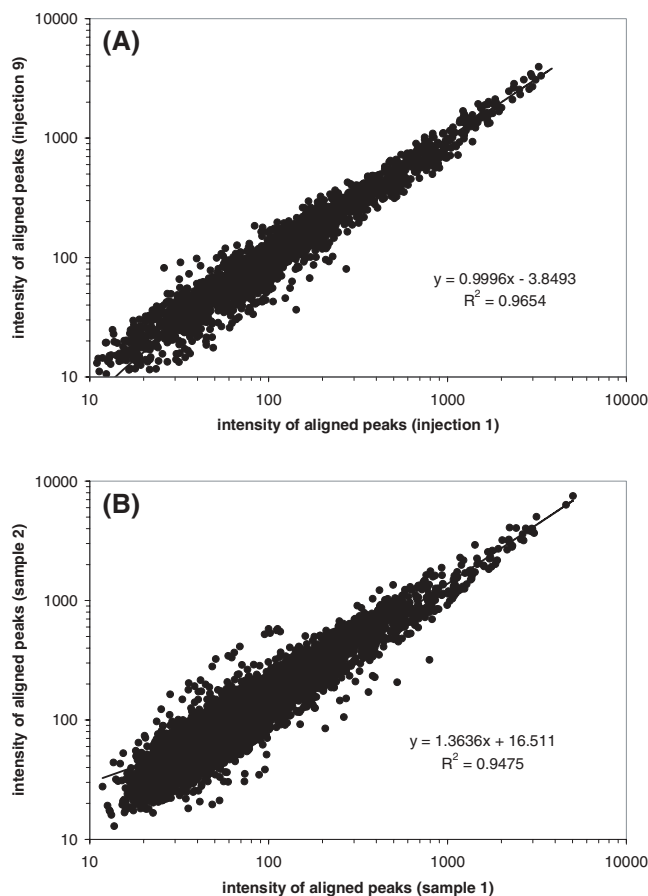 (A)
10000
1000
100
10
intensity of aligned peaks (injection 9)
y = 0.9996x - 3.8493
R² = 0.9654
10
100
1000
10000
intensity of aligned peaks (injection 1)
(B)
10000
1000
100
10
intensity of aligned peaks (sample 2)
y = 1.3636x + 16.511
R² = 0.9475
10
100
1000
10000
intensity of aligned peaks (sample 1)